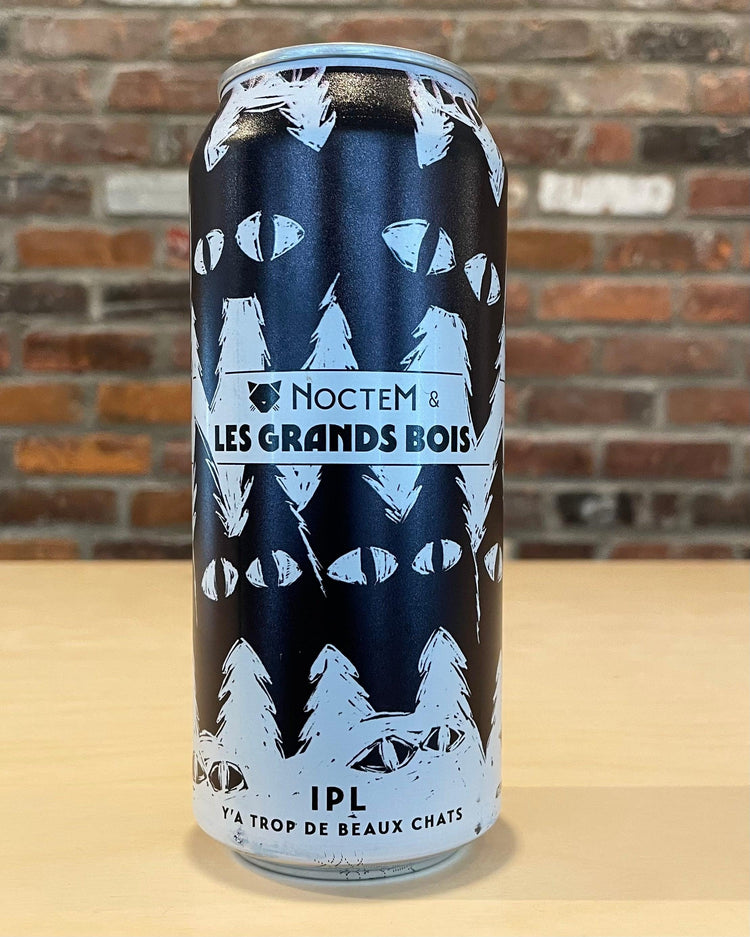 NOCTEM &
LES GRANDS BOIS
IPL
Y'A TROP DE BEAUX CHATS